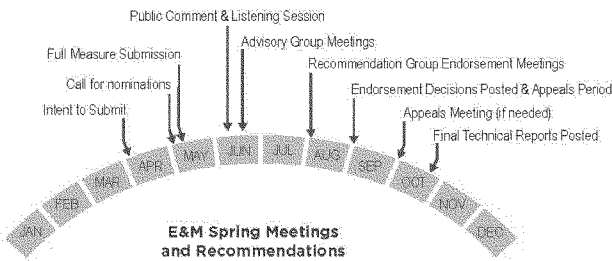 Public Comment & Listening Session
Advisory Group Meetings
Full Measure Submission
Recommendation Group Endorsement Meetings
Call for nominations
Endorsement Decisions Posted & Appeals Period
Intent to Submit
Appeals Meeting (if needed)
Final Technical Reports Posted
JAN
FEB
MAR
APR
MAY
JUN
JUL
AUG
SEP
OCT
NOV
DEC
E&M Spring Meetings
and Recommendations